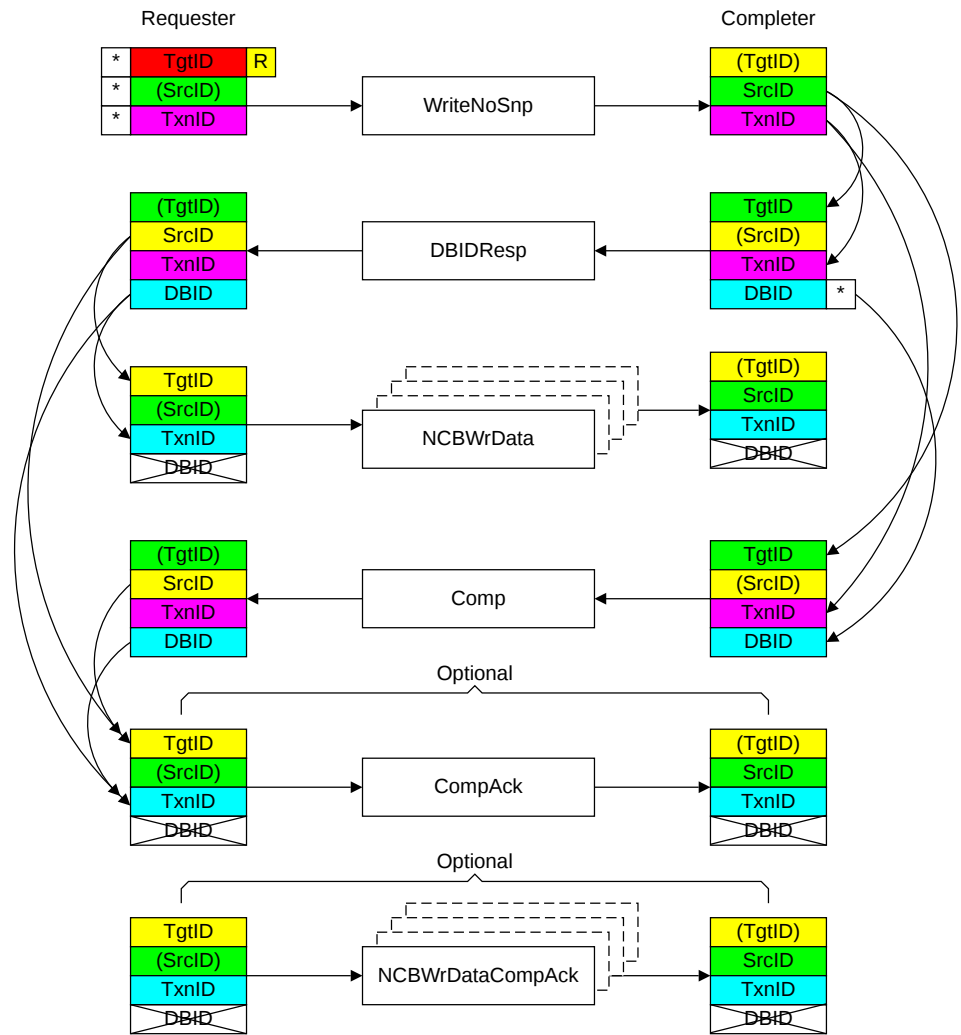 Requester Completer
* TgtID R (TgtID)
* (SrcID) WriteNoSnp SrcID
* TxnID TxnID
(TgtID) TgtID
SrcID DBIDResp (SrcID)
TxnID TxnID
DBID DBID *
TgtID (TgtID)
(SrcID) NCBWrData SrcID
TxnID TxnID
DBID DBID
(TgtID) TgtID
SrcID Comp (SrcID)
TxnID TxnID
DBID DBID
Optional
TgtID (TgtID)
(SrcID) CompAck SrcID
TxnID TxnID
DBID DBID
Optional
TgtID (TgtID)
(SrcID) NCBWrDataCompAck SrcID
TxnID TxnID
DBID DBID